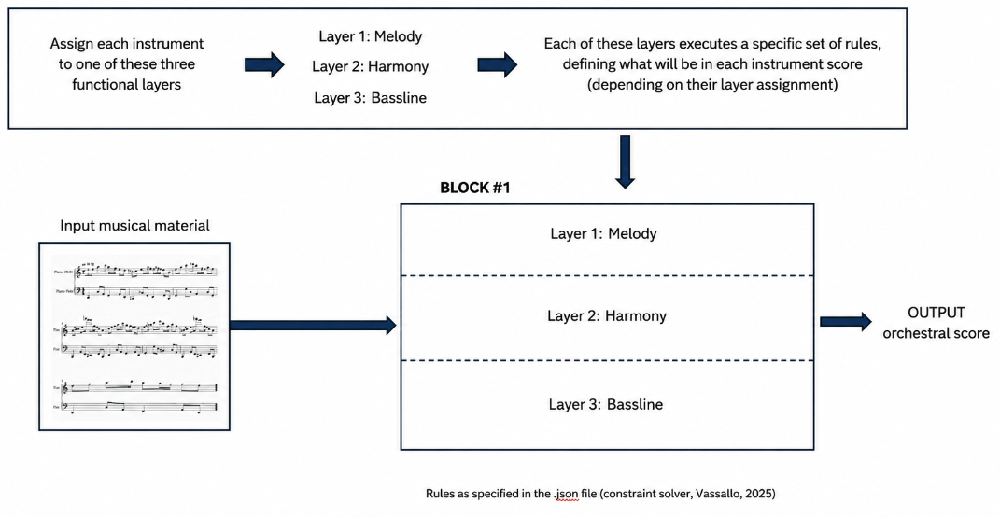 Assign each instrument
to one of these three
functional layers
Layer 1: Melody
Layer 2: Harmony
Layer 3: Bassline
Each of these layers executes a specific set of rules,
defining what will be in each instrument score
(depending on their layer assignment)
BLOCK #1
Input musical material
Layer 1: Melody
Layer 2: Harmony
Layer 3: Bassline
OUTPUT
orchestral score
Rules as specified in the .json file (constraint solver, Vassallo, 2025)